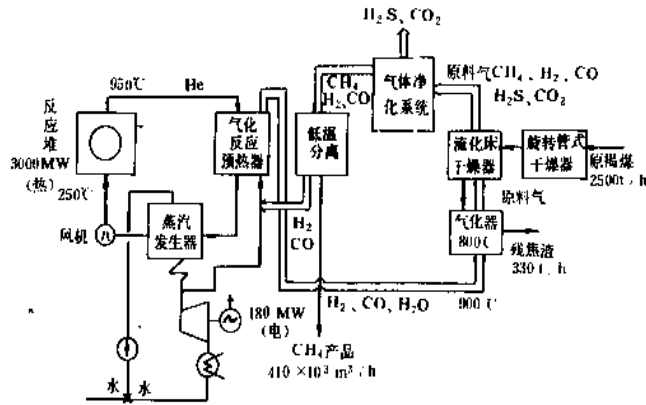 H₂S、CO₂
950℃
He
CH₄
H₂、CO
气体净
化系统
原料气CH₄、H₂、CO
H₂S、CO₂
反
应
堆
3000MW
(热)
250℃
气化
反应
预热器
低温
分离
流化床
干燥器
旋转管式
干燥器
原褐煤
2500t/h
原料气
风机
蒸汽
发生器
H₂
CO
气化器
800℃
残焦渣
330t/h
180 MW
(电)
H₂、CO、H₂O
900℃
CH₄产品
410×10³ m³/h
水
水